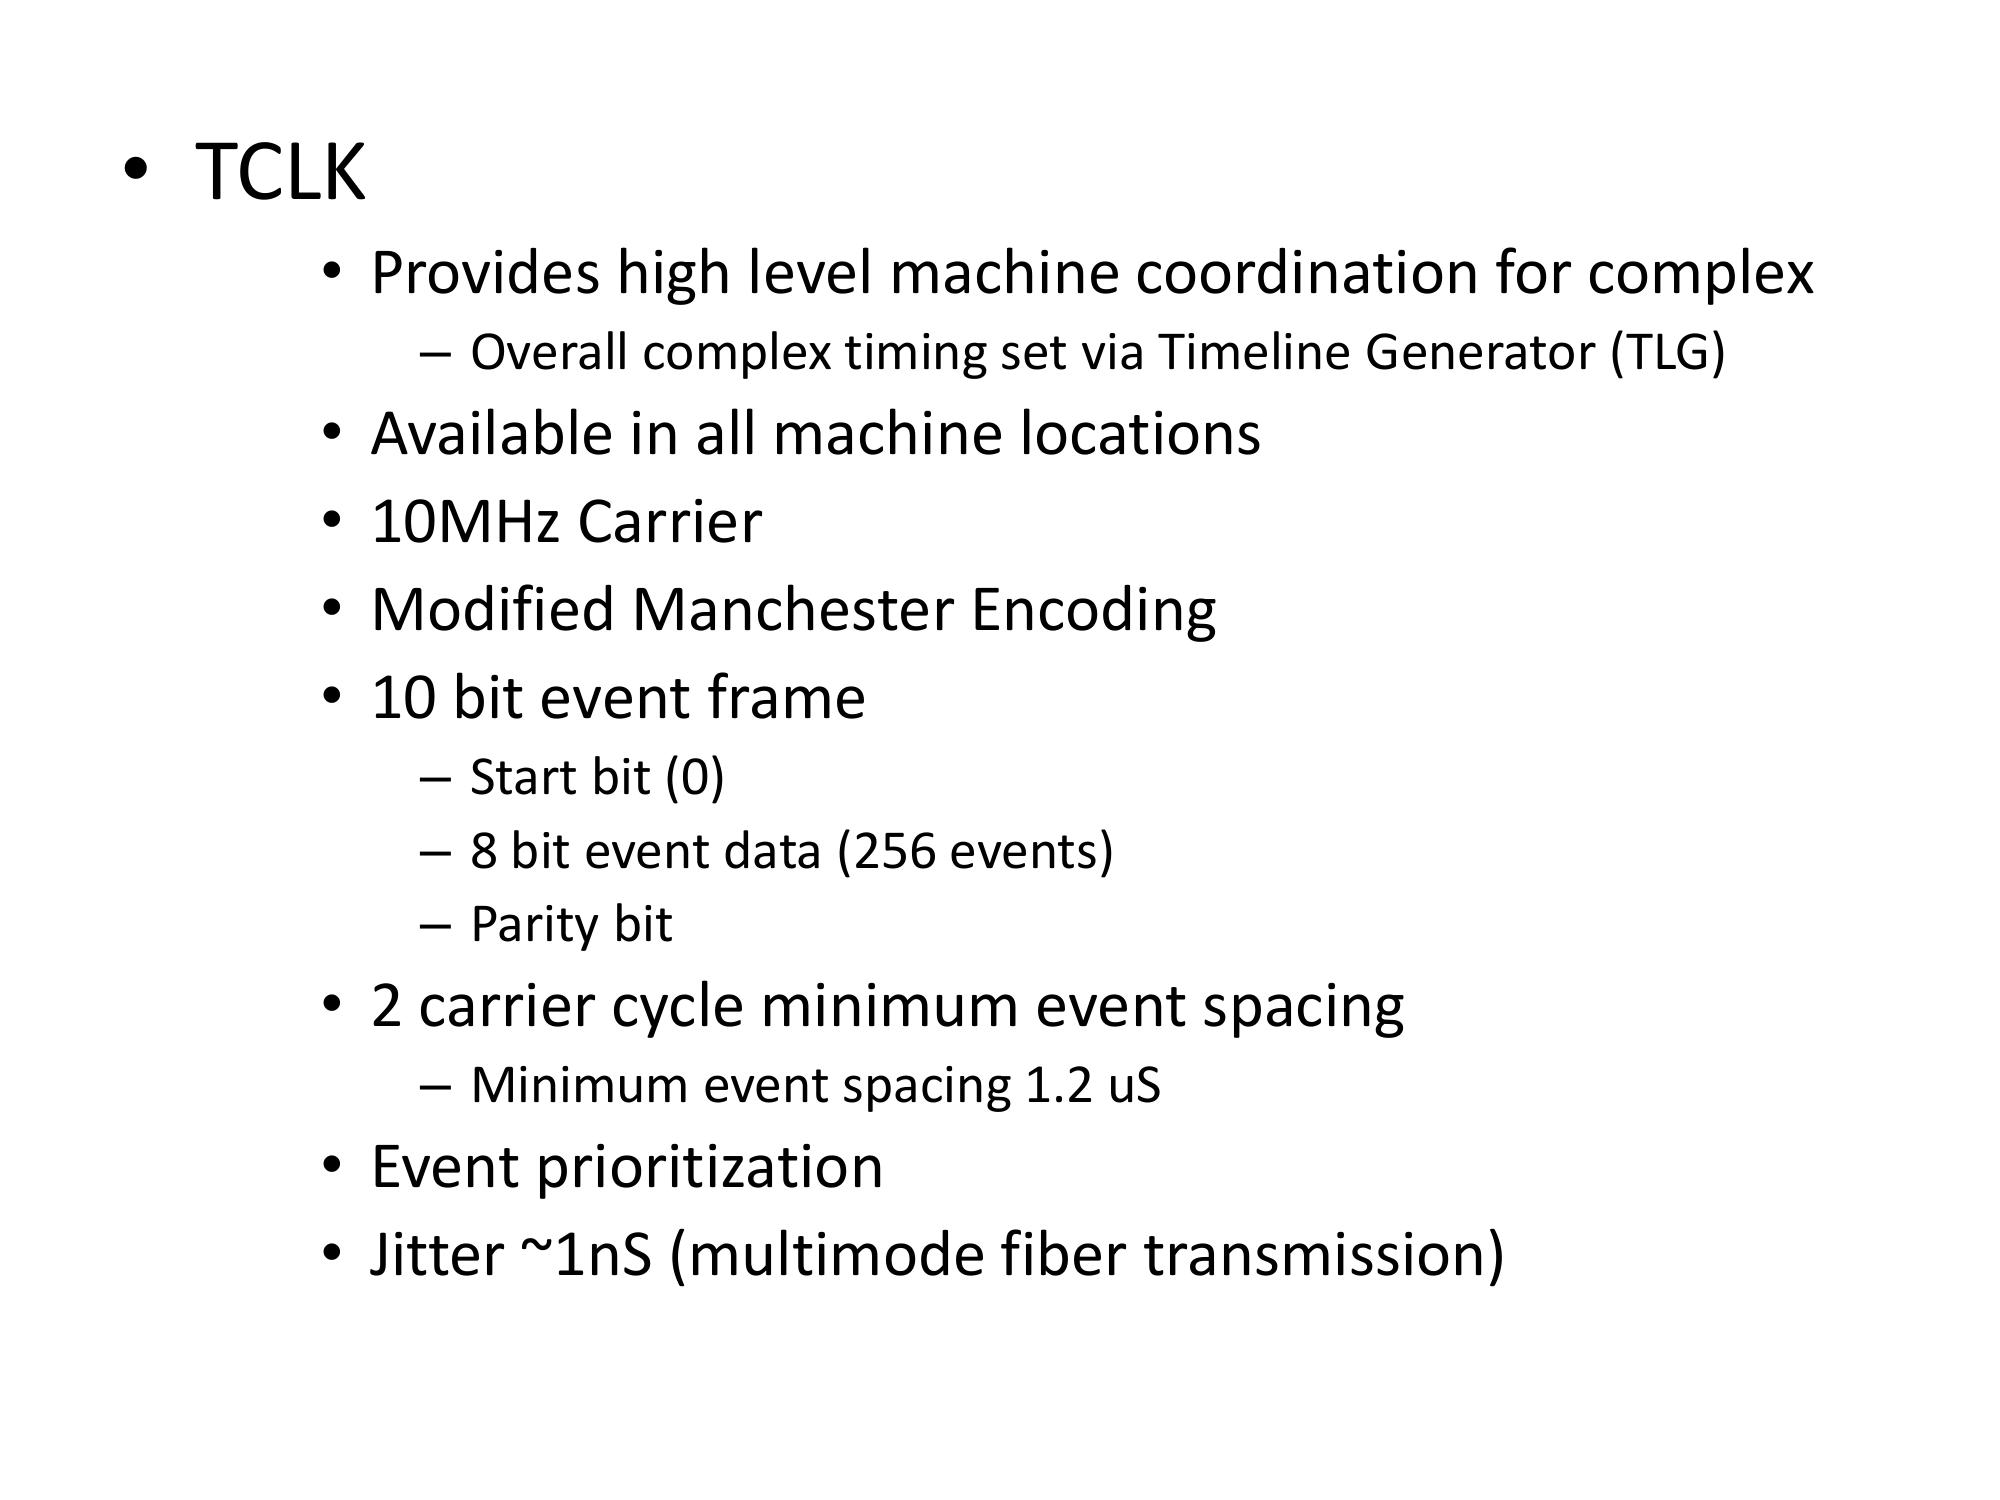 • TCLK
• Provides high level machine coordination for complex
– Overall complex timing set via Timeline Generator (TLG)
• Available in all machine locations
• 10MHz Carrier
• Modified Manchester Encoding
• 10 bit event frame
– Start bit (0)
– 8 bit event data (256 events)
– Parity bit
• 2 carrier cycle minimum event spacing
– Minimum event spacing 1.2 uS
• Event prioritization
• Jitter ~1nS (multimode fiber transmission)